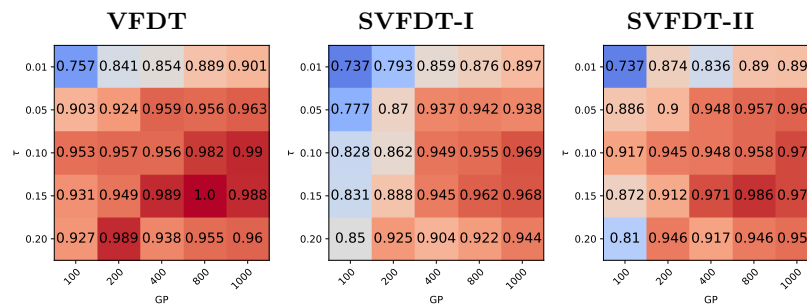 VFDT SVFDT-I SVFDT-II
0.01 0.757 0.841 0.854 0.889 0.901 0.01 0.737 0.793 0.859 0.876 0.897 0.01 0.737 0.874 0.836 0.89 0.89
0.05 0.903 0.924 0.959 0.956 0.963 0.05 0.777 0.87 0.937 0.942 0.938 0.05 0.886 0.9 0.948 0.957 0.96
τ 0.10 0.953 0.957 0.956 0.982 0.99 τ 0.10 0.828 0.862 0.949 0.955 0.969 τ 0.10 0.917 0.945 0.948 0.958 0.97
0.15 0.931 0.949 0.989 1.0 0.988 0.15 0.831 0.888 0.945 0.962 0.968 0.15 0.872 0.912 0.971 0.986 0.97
0.20 0.927 0.989 0.938 0.955 0.96 0.20 0.85 0.925 0.904 0.922 0.944 0.20 0.81 0.946 0.917 0.946 0.95
100 200 400 800 1000 100 200 400 800 1000 100 200 400 800 1000
GP GP GP